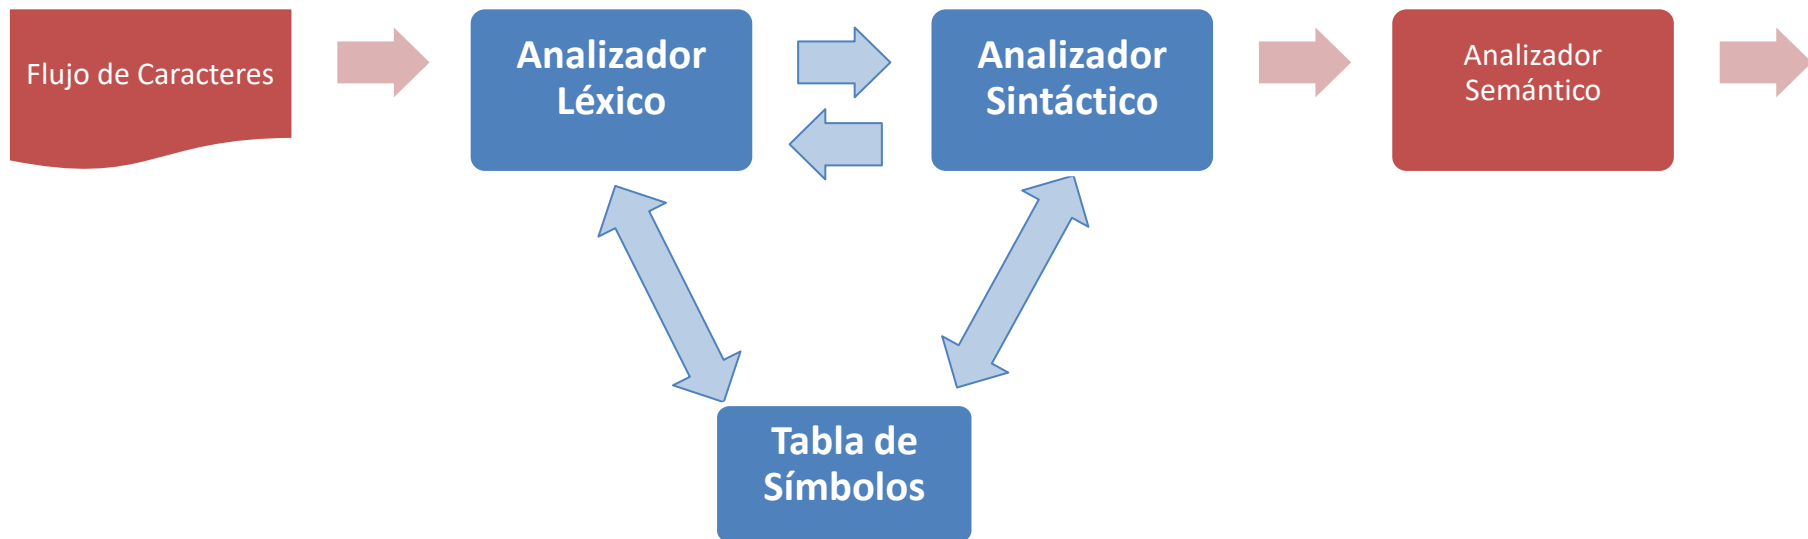 Flujo de Caracteres
Analizador
Léxico
Analizador
Sintáctico
Analizador
Semántico
Tabla de
Símbolos